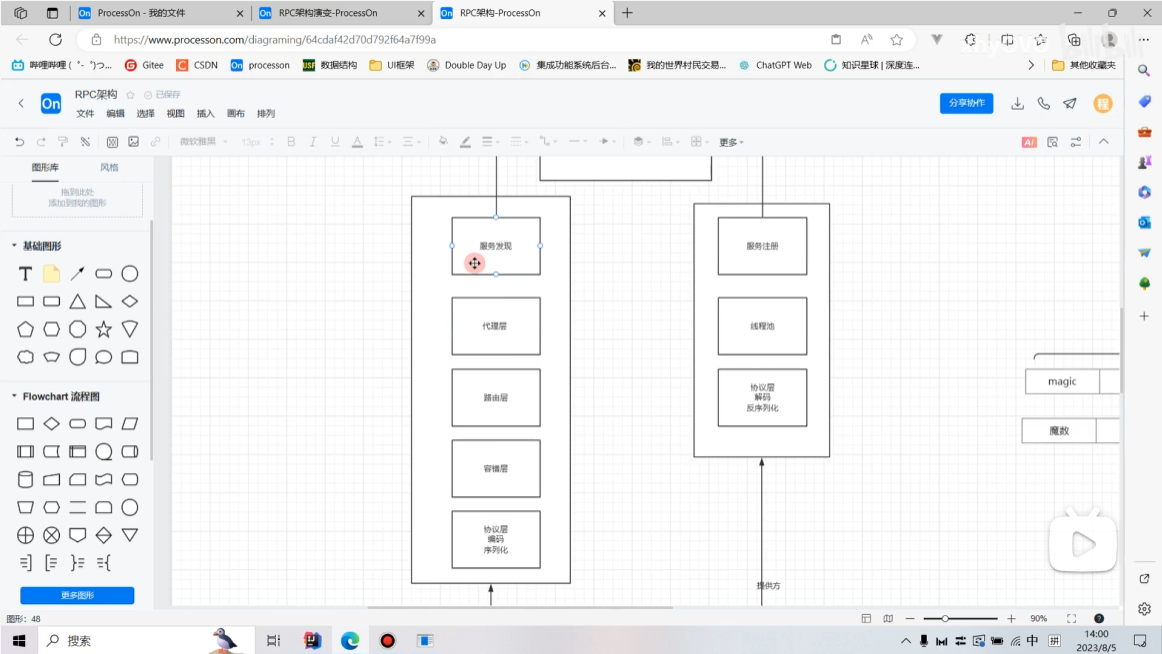 ProcessOn - 我的文件
RPC架构演变-ProcessOn
RPC架构-ProcessOn
https://www.processon.com/diagraming/64cdaf42d70d792f64a7f99a
哔哩哔哩 (゜-゜)つ...
Gitee
CSDN
processon
数据结构
UI框架
Double Day Up
集成功能系统后台...
我的世界村民交易...
ChatGPT Web
知识星球 | 深度连...
其他收藏夹
On
RPC架构
已保存
文件 编辑 选择 视图 插入 画布 排列
分享协作
程
微软雅黑
13px
更多
AI
图形库
风格
拖到此处
添加到我的图形
基础图形
Flowchart 流程图
更多图形
服务发现
代理层
路由层
容错层
协议层
编码
序列化
服务注册
线程池
协议层
解码
反序列化
提供方
magic
魔数
图形: 48
90%
搜索
中
拼
14:00
2023/8/5